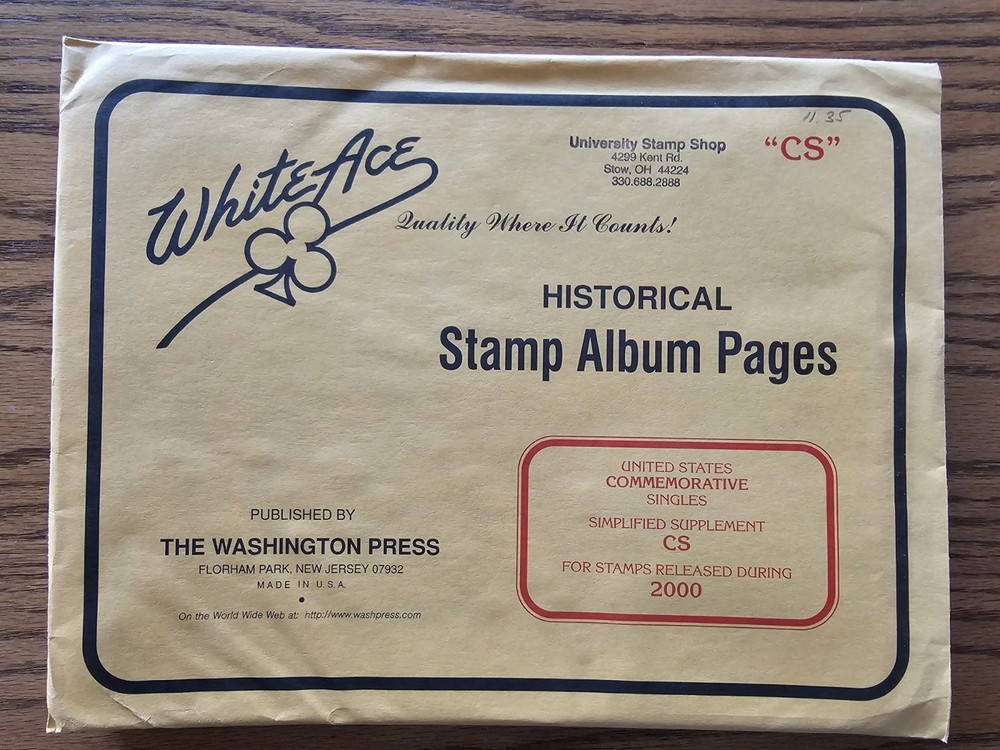 11.35
University Stamp Shop
4299 Kent Rd.
Stow, OH 44224
330.688.2888
"CS"
WhiteAce
Quality Where It Counts!
HISTORICAL
Stamp Album Pages
UNITED STATES
COMMEMORATIVE
SINGLES
SIMPLIFIED SUPPLEMENT
CS
FOR STAMPS RELEASED DURING
2000
PUBLISHED BY
THE WASHINGTON PRESS
FLORHAM PARK, NEW JERSEY 07932
MADE IN U.S.A.
On the World Wide Web at: http://www.washpress.com